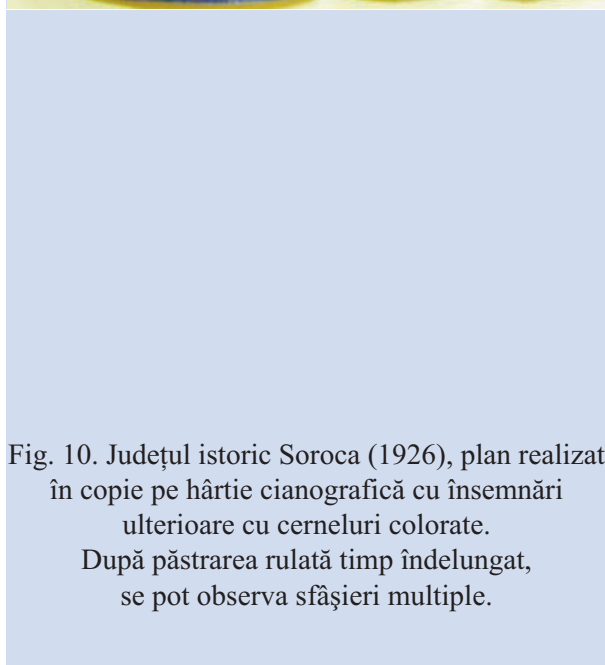 Fig. 10. Județul istoric Soroca (1926), plan realizat
în copie pe hârtie cianografică cu însemnări
ulterioare cu cerneluri colorate.
După păstrarea rulată timp îndelungat,
se pot observa sfâşieri multiple.